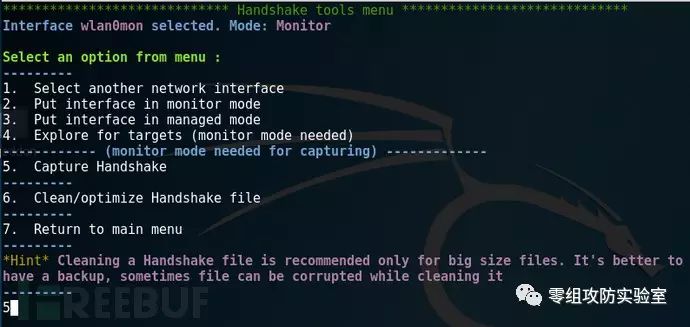 ***************************** Handshake tools menu *****************************
Interface wlan0mon selected. Mode: Monitor
Select an option from menu :
---------
1.  Select another network interface
2.  Put interface in monitor mode
3.  Put interface in managed mode
4.  Explore for targets (monitor mode needed)
------------ (monitor mode needed for capturing) -------------
5.  Capture Handshake
---------
6.  Clean/optimize Handshake file
---------
7.  Return to main menu
---------
*Hint* Cleaning a Handshake file is recommended only for big size files. It's better to
have a backup, sometimes file can be corrupted while cleaning it
---------
5
REEBUF
零组攻防实验室